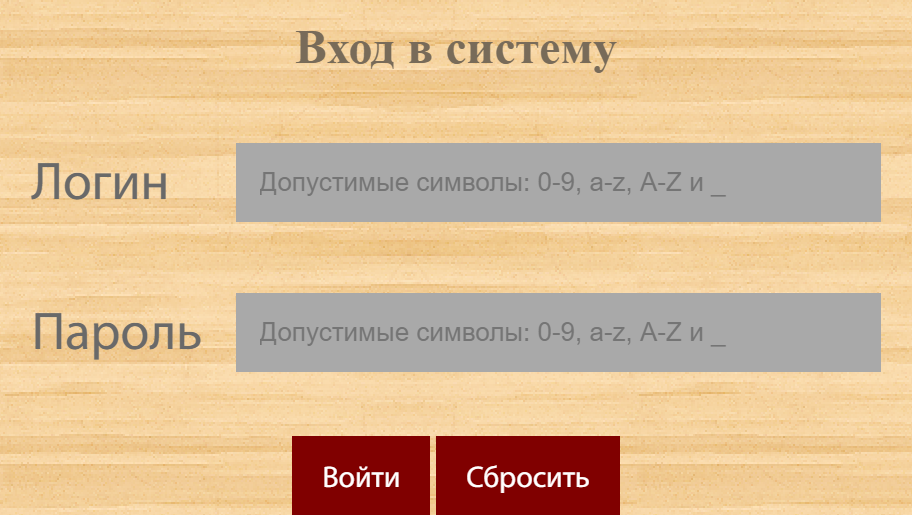 Вход в систему
Логин
Допустимые символы: 0-9, a-z, A-Z и _
Пароль
Допустимые символы: 0-9, a-z, A-Z и _
Войти Сбросить